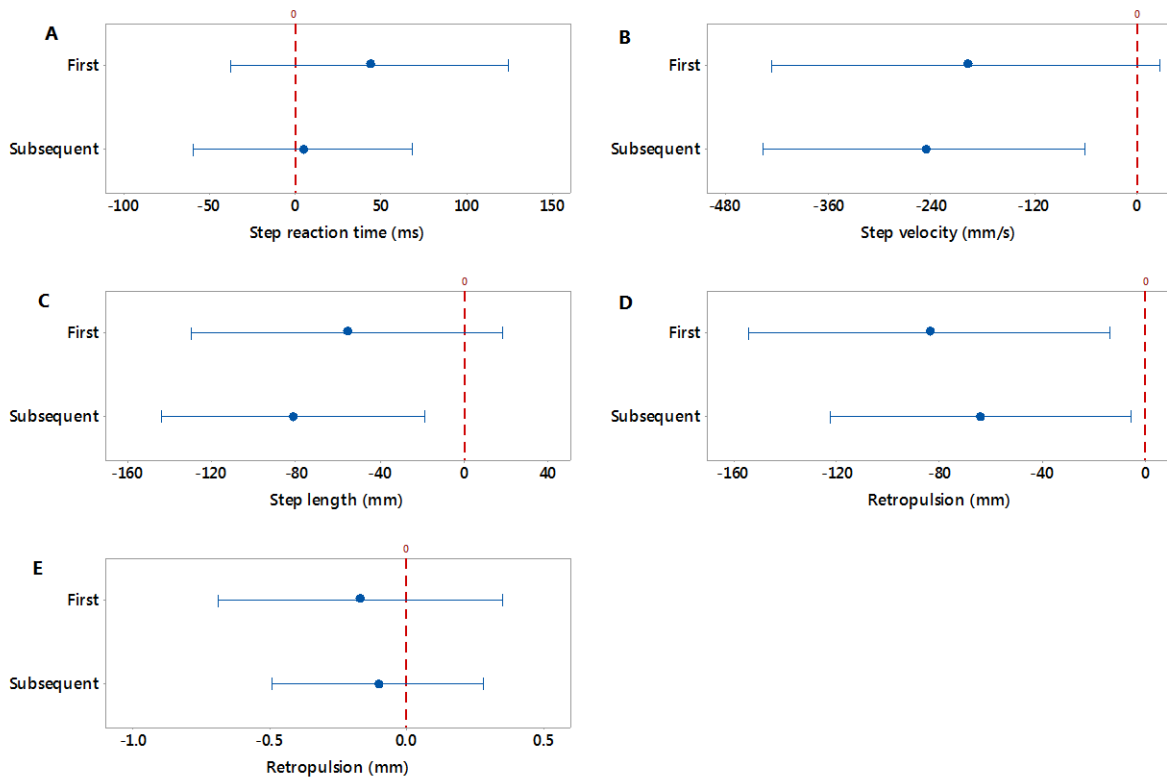 A
0
First
Subsequent
-100 -50 0 50 100 150
Step reaction time (ms)
B
0
First
Subsequent
-480 -360 -240 -120 0
Step velocity (mm/s)
C
0
First
Subsequent
-160 -120 -80 -40 0 40
Step length (mm)
D
0
First
Subsequent
-160 -120 -80 -40 0
Retropulsion (mm)
E
0
First
Subsequent
-1.0 -0.5 0.0 0.5
Retropulsion (mm)